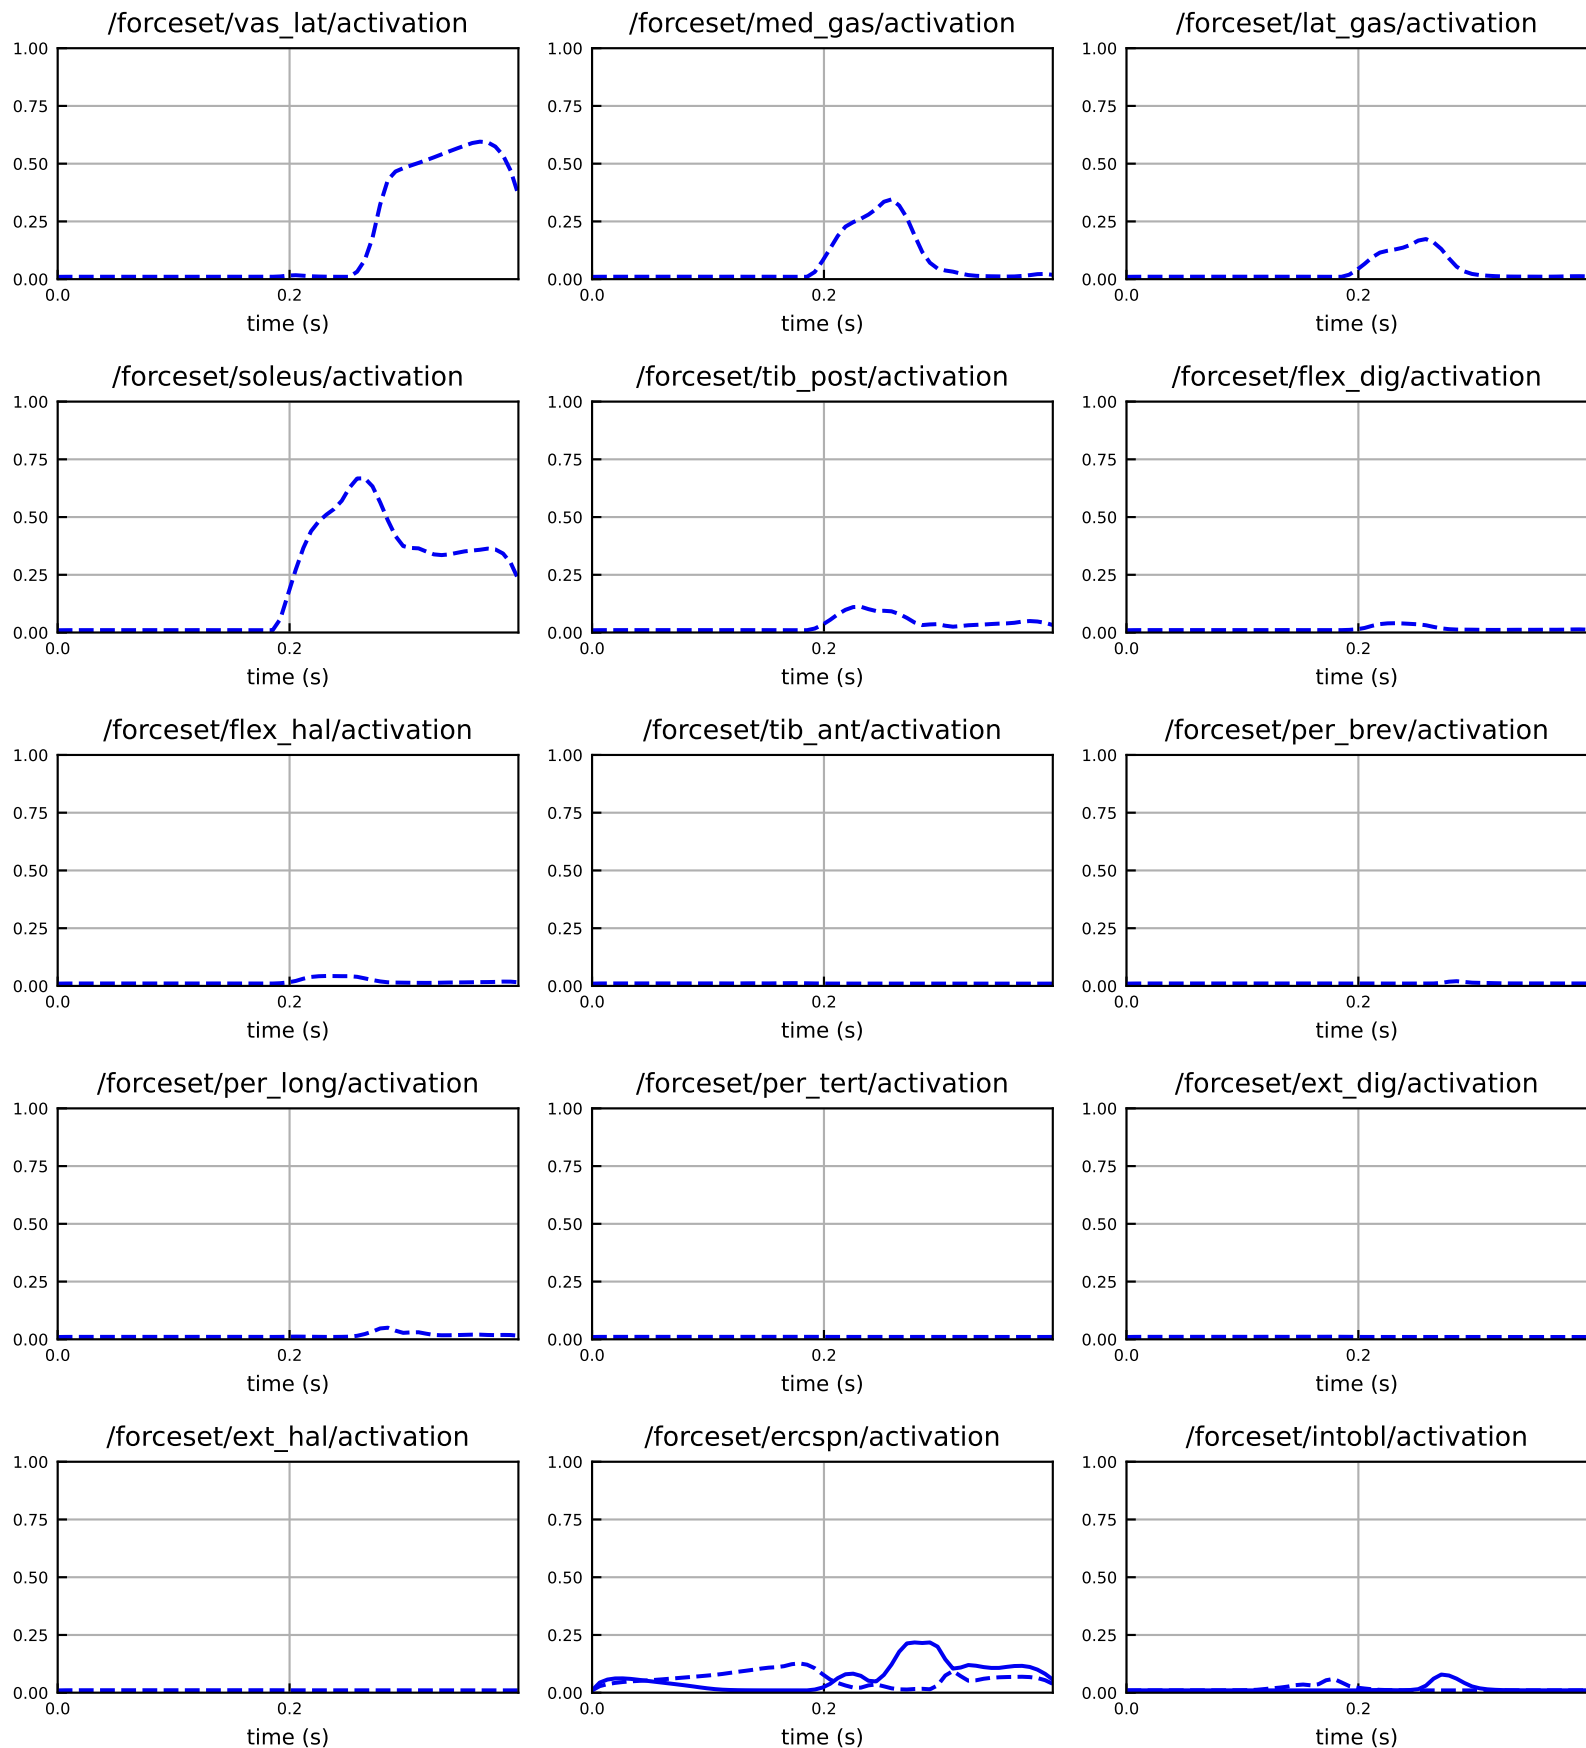 /forceset/vas_lat/activation /forceset/med_gas/activation /forceset/lat_gas/activation
1.00 1.00 1.00
0.75 0.75 0.75
0.50 0.50 0.50
0.25 0.25 0.25
0.00 0.00 0.00
0.0 0.2 0.0 0.2 0.0 0.2
time (s) time (s) time (s)
/forceset/soleus/activation /forceset/tib_post/activation /forceset/flex_dig/activation
1.00 1.00 1.00
0.75 0.75 0.75
0.50 0.50 0.50
0.25 0.25 0.25
0.00 0.00 0.00
0.0 0.2 0.0 0.2 0.0 0.2
time (s) time (s) time (s)
/forceset/flex_hal/activation /forceset/tib_ant/activation /forceset/per_brev/activation
1.00 1.00 1.00
0.75 0.75 0.75
0.50 0.50 0.50
0.25 0.25 0.25
0.00 0.00 0.00
0.0 0.2 0.0 0.2 0.0 0.2
time (s) time (s) time (s)
/forceset/per_long/activation /forceset/per_tert/activation /forceset/ext_dig/activation
1.00 1.00 1.00
0.75 0.75 0.75
0.50 0.50 0.50
0.25 0.25 0.25
0.00 0.00 0.00
0.0 0.2 0.0 0.2 0.0 0.2
time (s) time (s) time (s)
/forceset/ext_hal/activation /forceset/ercspn/activation /forceset/intobl/activation
1.00 1.00 1.00
0.75 0.75 0.75
0.50 0.50 0.50
0.25 0.25 0.25
0.00 0.00 0.00
0.0 0.2 0.0 0.2 0.0 0.2
time (s) time (s) time (s)